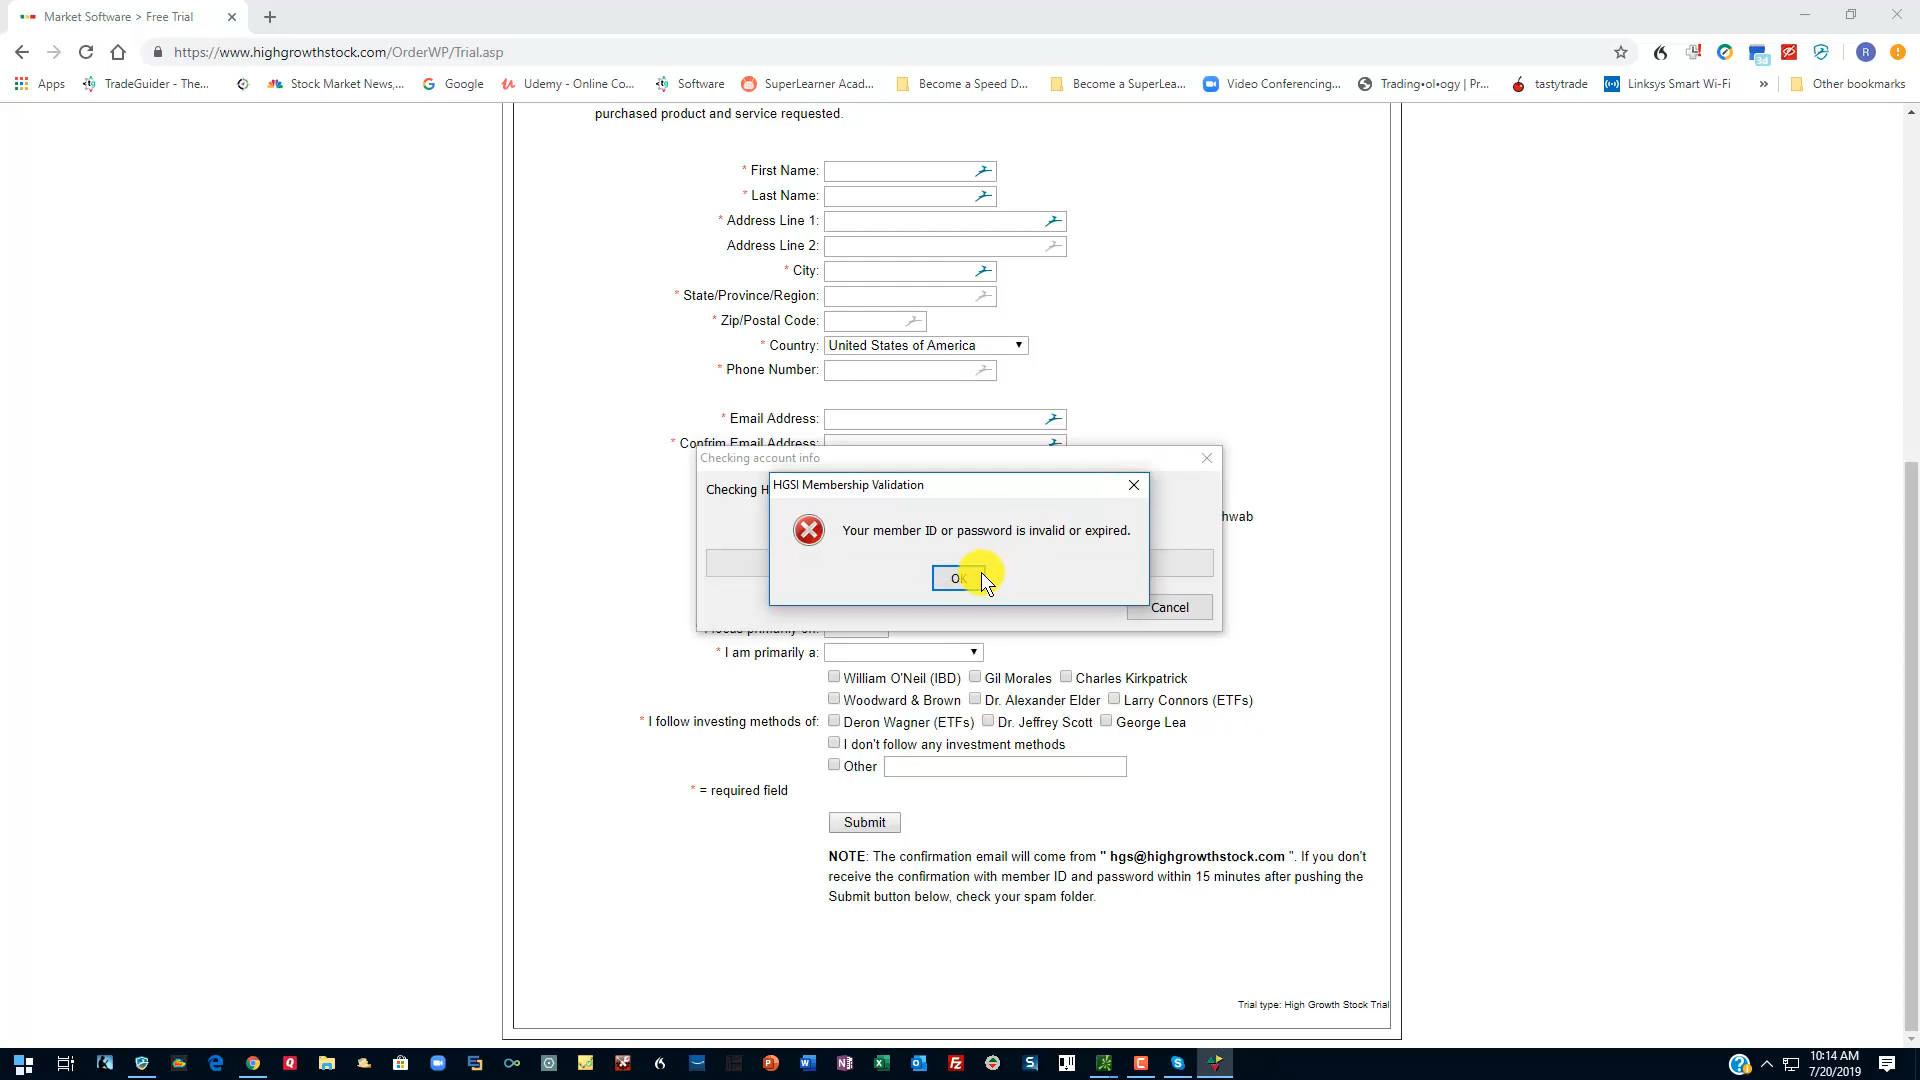 Market Software > Free Trial
https://www.highgrowthstock.com/OrderWP/Trial.asp
3d
R
Apps
TradeGuider - The...
Stock Market News,...
Google
Udemy - Online Co...
Software
SuperLearner Acad...
Become a Speed D...
Become a SuperLea...
Video Conferencing...
Trading•ol•ogy | Pr...
tastytrade
Linksys Smart Wi-Fi
»
Other bookmarks
purchased product and service requested.
* First Name:
* Last Name:
* Address Line 1:
Address Line 2:
* City:
* State/Province/Region:
* Zip/Postal Code:
* Country: United States of America
* Phone Number:
* Email Address:
* Confrim Email Address:
Checking account info
Checking H
HGSI Membership Validation
hwab
Your member ID or password is invalid or expired.
OK
Cancel
* I am primarily a:
William O'Neil (IBD) Gil Morales Charles Kirkpatrick
Woodward & Brown Dr. Alexander Elder Larry Connors (ETFs)
* I follow investing methods of: Deron Wagner (ETFs) Dr. Jeffrey Scott George Lea
I don't follow any investment methods
Other
* = required field
Submit
NOTE: The confirmation email will come from " hgs@highgrowthstock.com ". If you don't
receive the confirmation with member ID and password within 15 minutes after pushing the
Submit button below, check your spam folder.
Trial type: High Growth Stock Trial
10:14 AM
7/20/2019